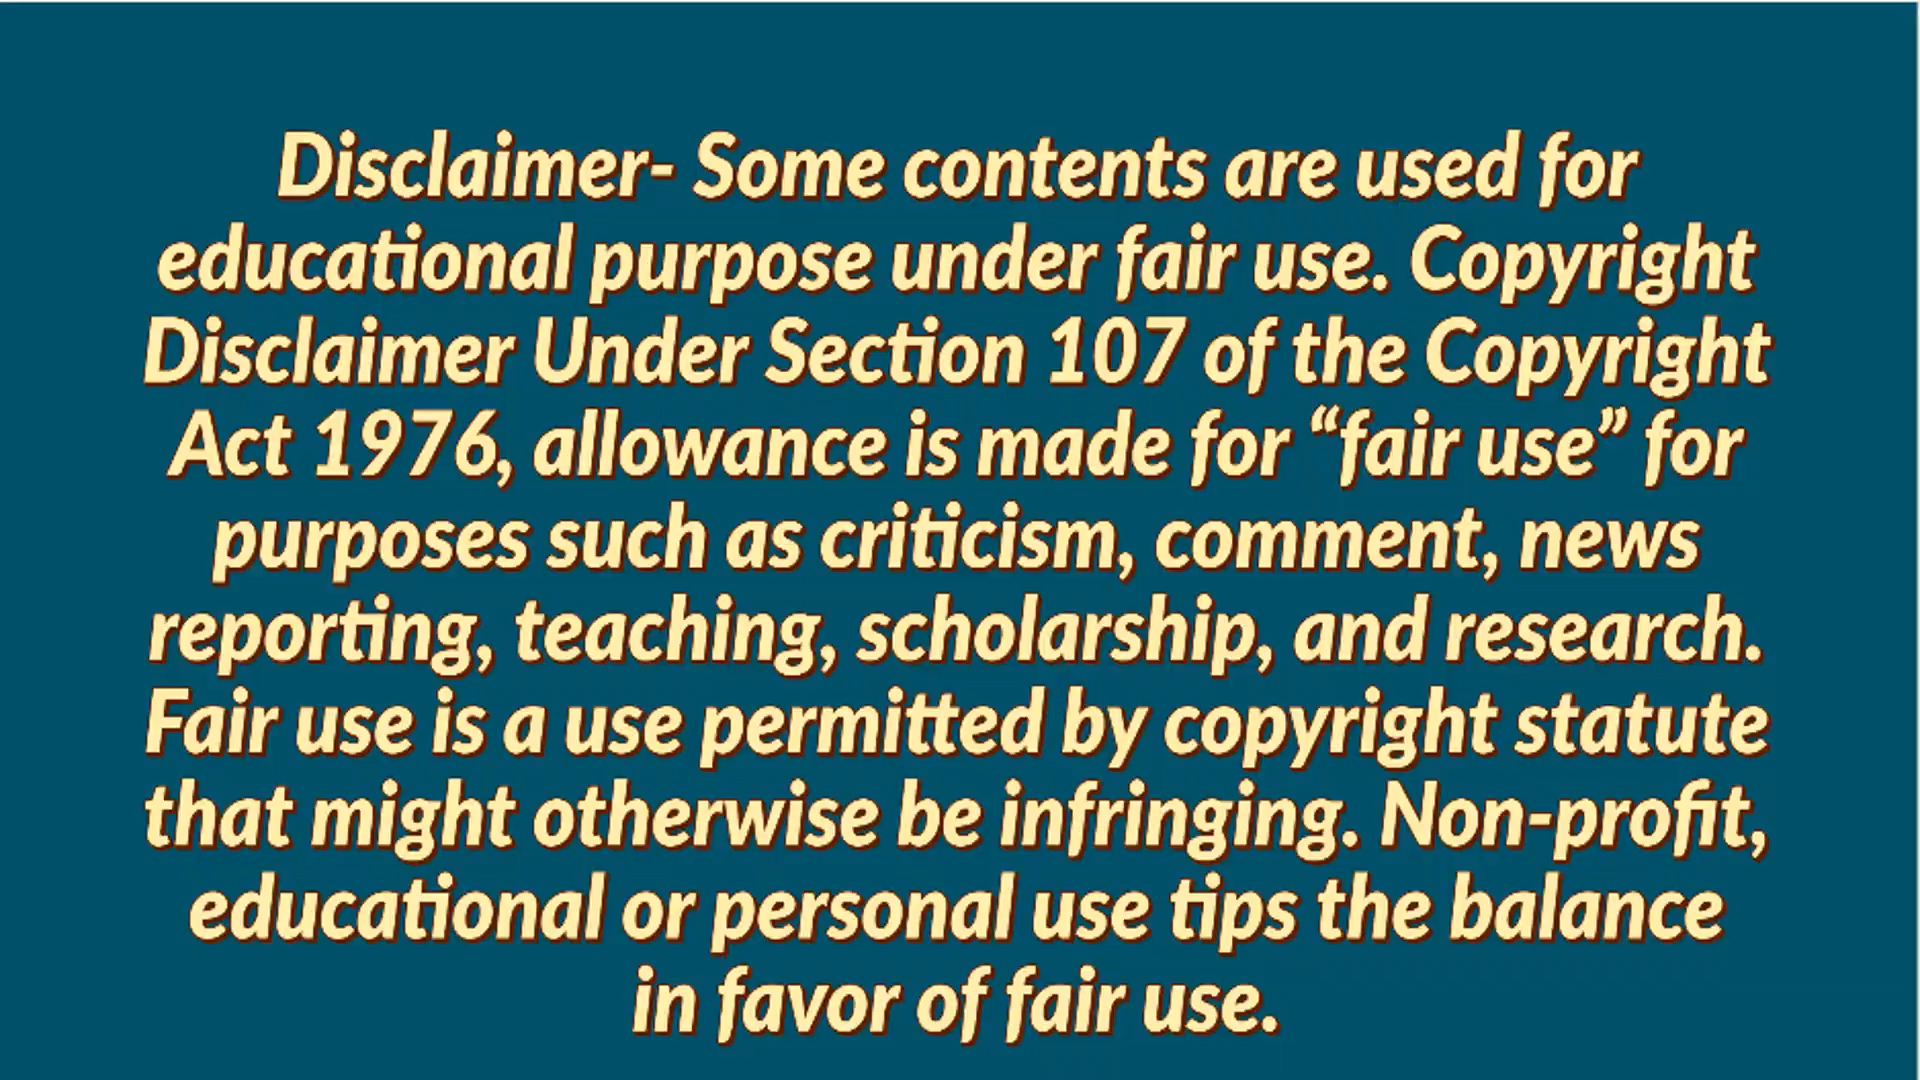 Disclaimer- Some contents are used for
educational purpose under fair use. Copyright
Disclaimer Under Section 107 of the Copyright
Act 1976, allowance is made for “fair use” for
purposes such as criticism, comment, news
reporting, teaching, scholarship, and research.
Fair use is a use permitted by copyright statute
that might otherwise be infringing. Non-profit,
educational or personal use tips the balance
in favor of fair use.